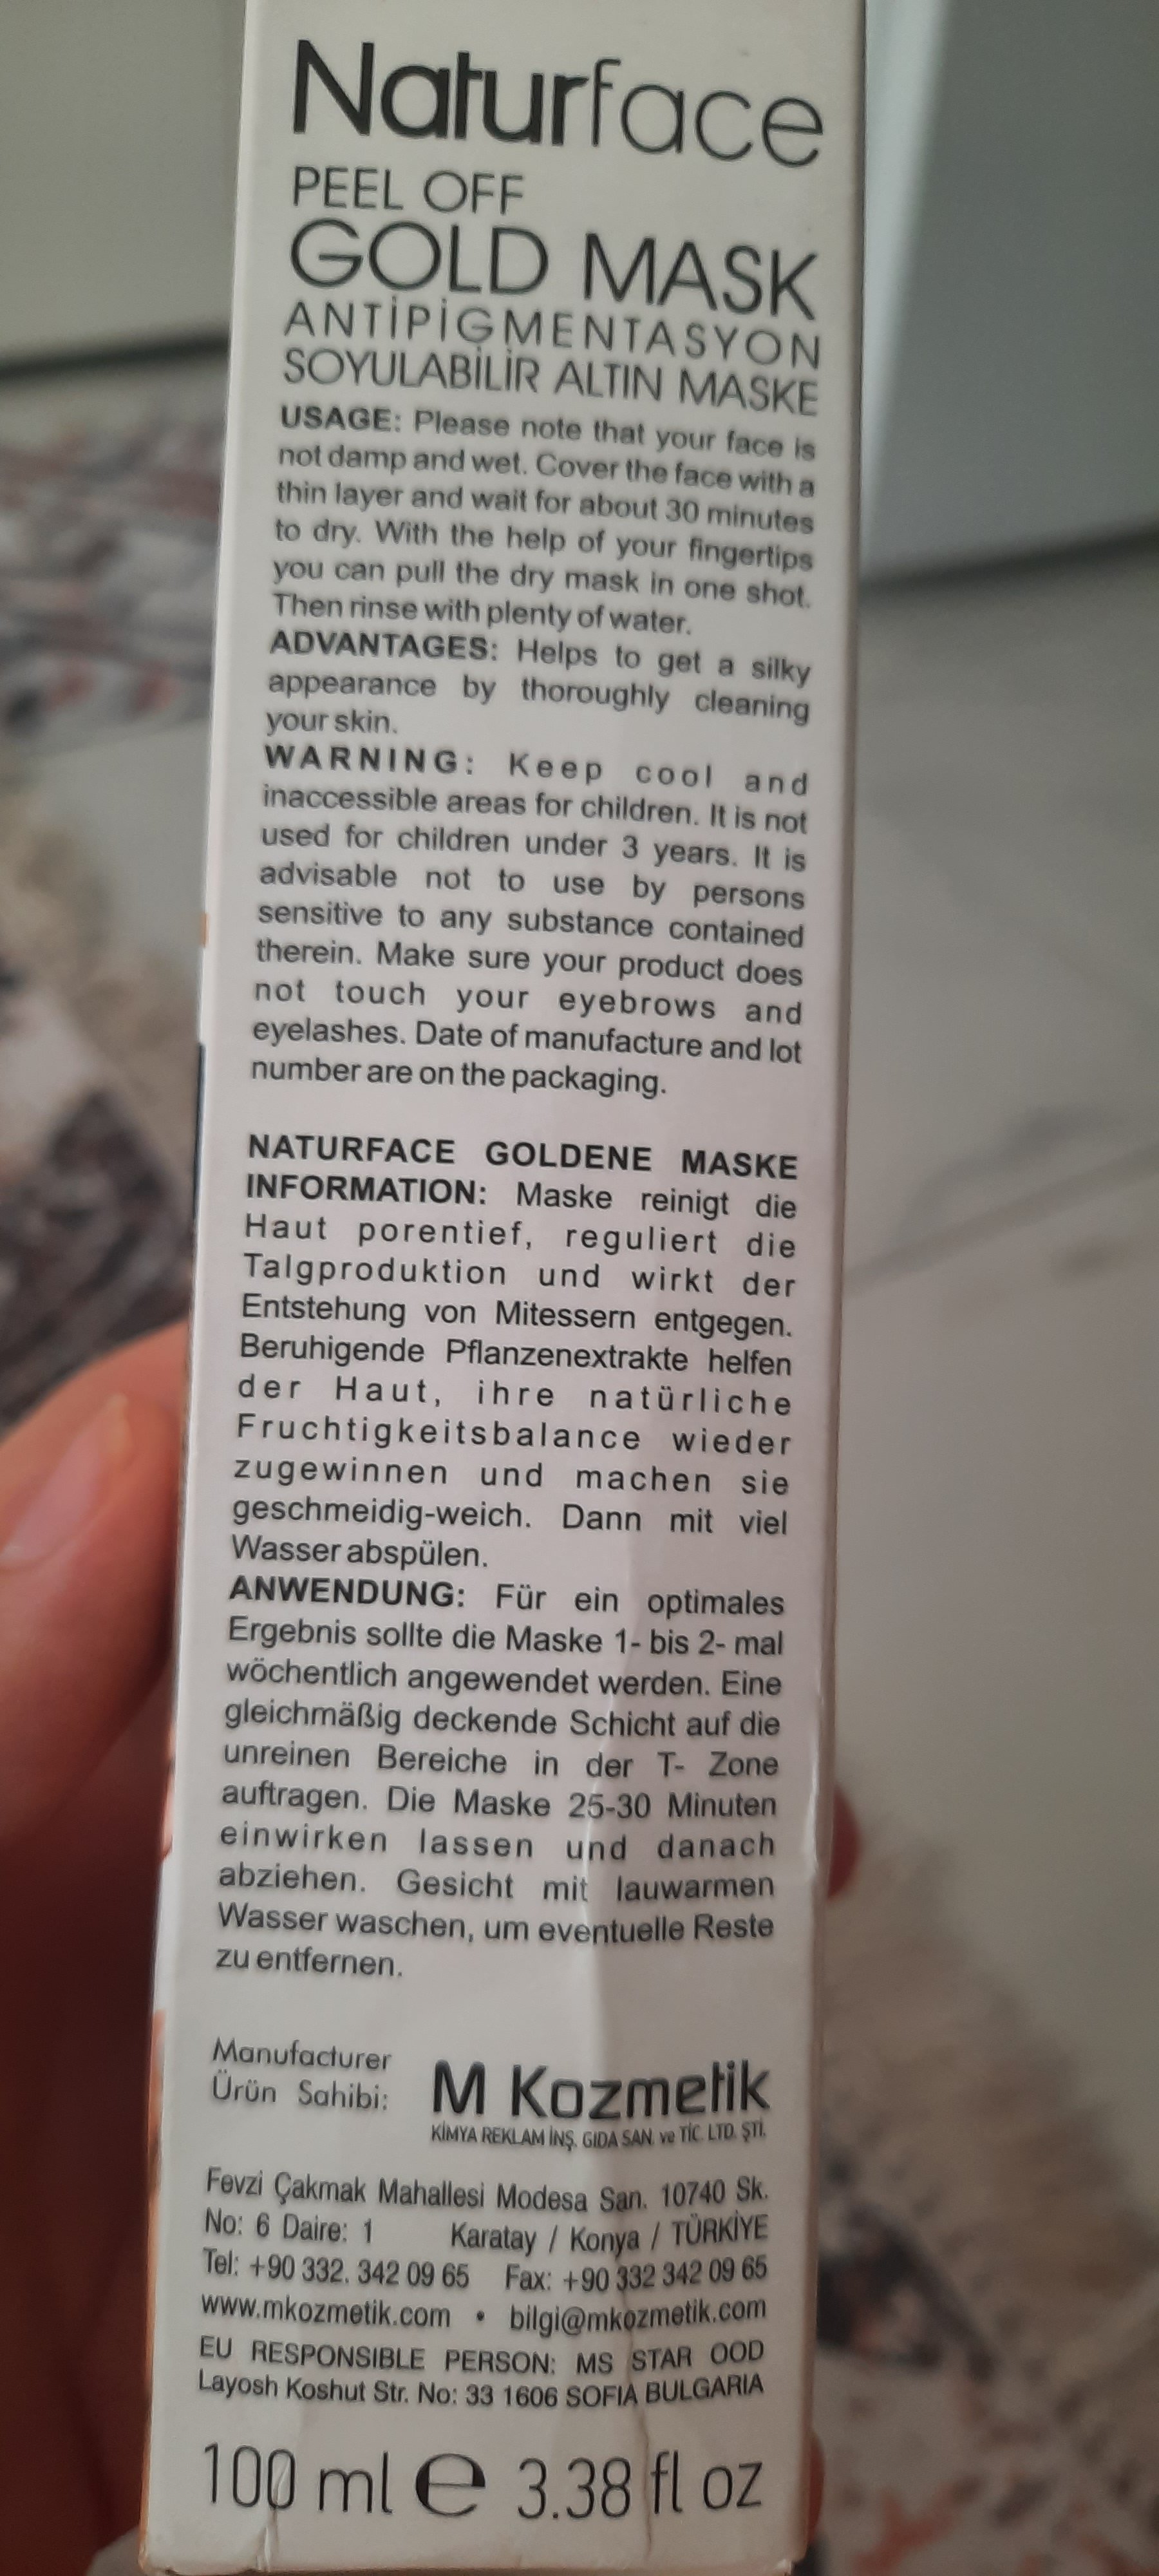 Naturface
PEEL OFF
GOLD MASK
ANTİPİGMENTASYON
SOYULABİLİR ALTIN MASKE
USAGE: Please note that your face is
not damp and wet. Cover the face with a
thin layer and wait for about 30 minutes
to dry. With the help of your fingertips
you can pull the dry mask in one shot.
Then rinse with plenty of water.
ADVANTAGES: Helps to get a silky
appearance by thoroughly cleaning
your skin.
WARNING: Keep cool and
inaccessible areas for children. It is not
used for children under 3 years. It is
advisable not to use by persons
sensitive to any substance contained
therein. Make sure your product does
not touch your eyebrows and
eyelashes. Date of manufacture and lot
number are on the packaging.
NATURFACE GOLDENE MASKE
INFORMATION: Maske reinigt die
Haut porentief, reguliert die
Talgproduktion und wirkt der
Entstehung von Mitessern entgegen.
Beruhigende Pflanzenextrakte helfen
der Haut, ihre natürliche
Fruchtigkeitsbalance wieder
zugewinnen und machen sie
geschmeidig-weich. Dann mit viel
Wasser abspülen.
ANWENDUNG: Für ein optimales
Ergebnis sollte die Maske 1- bis 2- mal
wöchentlich angewendet werden. Eine
gleichmäßig deckende Schicht auf die
unreinen Bereiche in der T- Zone
auftragen. Die Maske 25-30 Minuten
einwirken lassen und danach
abziehen. Gesicht mit lauwarmen
Wasser waschen, um eventuelle Reste
zu entfernen.
Manufacturer
Ürün Sahibi:
M Kozmetik
KİMYA REKLAM İNŞ. GIDA SAN. ve TİC. LTD. ŞTİ.
Fevzi Çakmak Mahallesi Modesa San. 10740 Sk.
No: 6 Daire: 1 Karatay / Konya / TÜRKİYE
Tel: +90 332. 342 09 65 Fax: +90 332 342 09 65
www.mkozmetik.com • bilgi@mkozmetik.com
EU RESPONSIBLE PERSON: MS STAR OOD
Layosh Koshut Str. No: 33 1606 SOFIA BULGARIA
100 ml e 3.38 fl oz